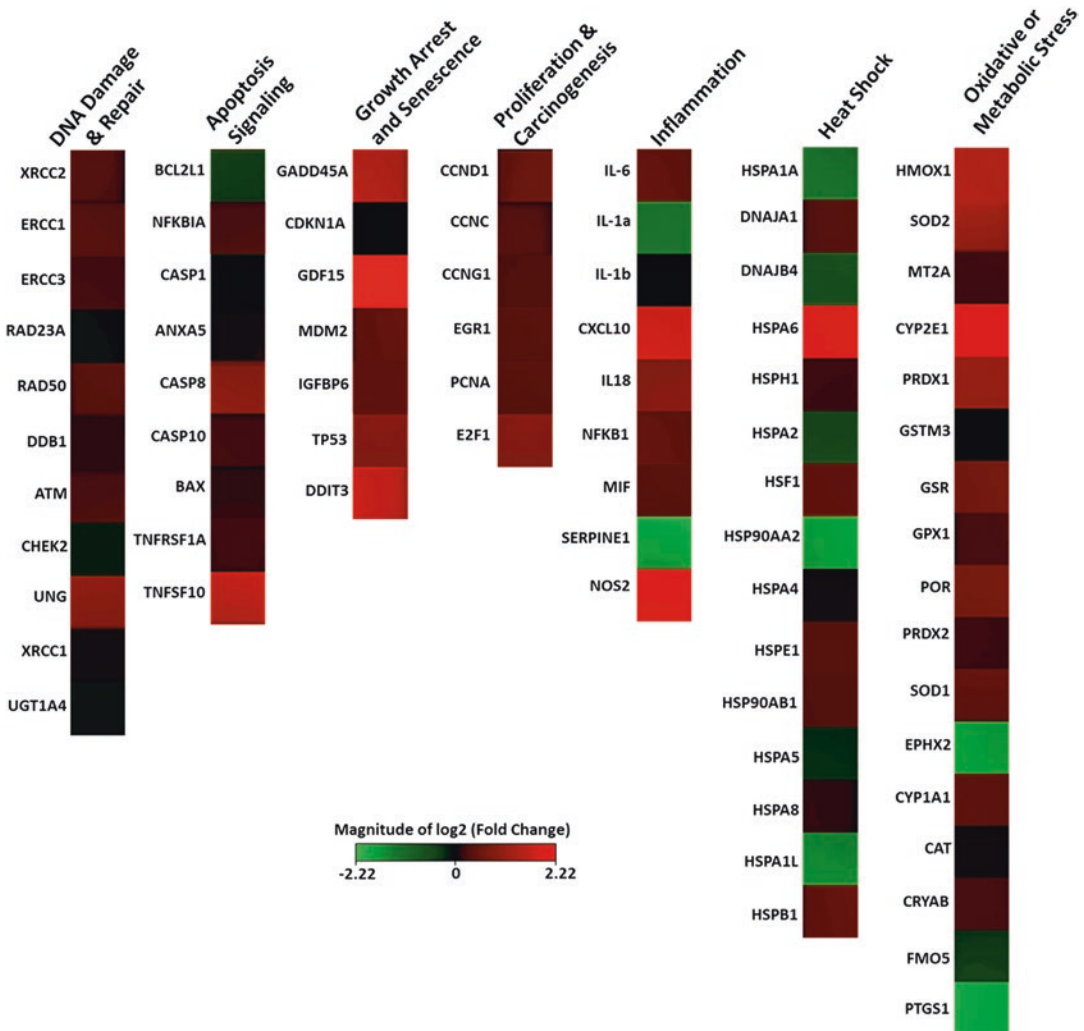 DNA Damage
& Repair
XRCC2
ERCC1
ERCC3
RAD23A
RAD50
DDB1
ATM
CHEK2
UNG
XRCC1
UGT1A4
Apoptosis
Signaling
BCL2L1
NFKBIA
CASP1
ANXA5
CASP8
CASP10
BAX
TNFRSF1A
TNFSF10
Growth Arrest
and Senescence
GADD45A
CDKN1A
GDF15
MDM2
IGFBP6
TP53
DDIT3
Proliferation &
Carcinogenesis
CCND1
CCNC
CCNG1
EGR1
PCNA
E2F1
Inflammation
IL-6
IL-1a
IL-1b
CXCL10
IL18
NFKB1
MIF
SERPINE1
NOS2
Heat Shock
HSPA1A
DNAJA1
DNAJB4
HSPA6
HSPH1
HSPA2
HSF1
HSP90AA2
HSPA4
HSPE1
HSP90AB1
HSPA5
HSPA8
HSPA1L
HSPB1
Oxidative or
Metabolic Stress
HMOX1
SOD2
MT2A
CYP2E1
PRDX1
GSTM3
GSR
GPX1
POR
PRDX2
SOD1
EPHX2
CYP1A1
CAT
CRYAB
FMO5
PTGS1
Magnitude of log2 (Fold Change)
-2.22 0 2.22